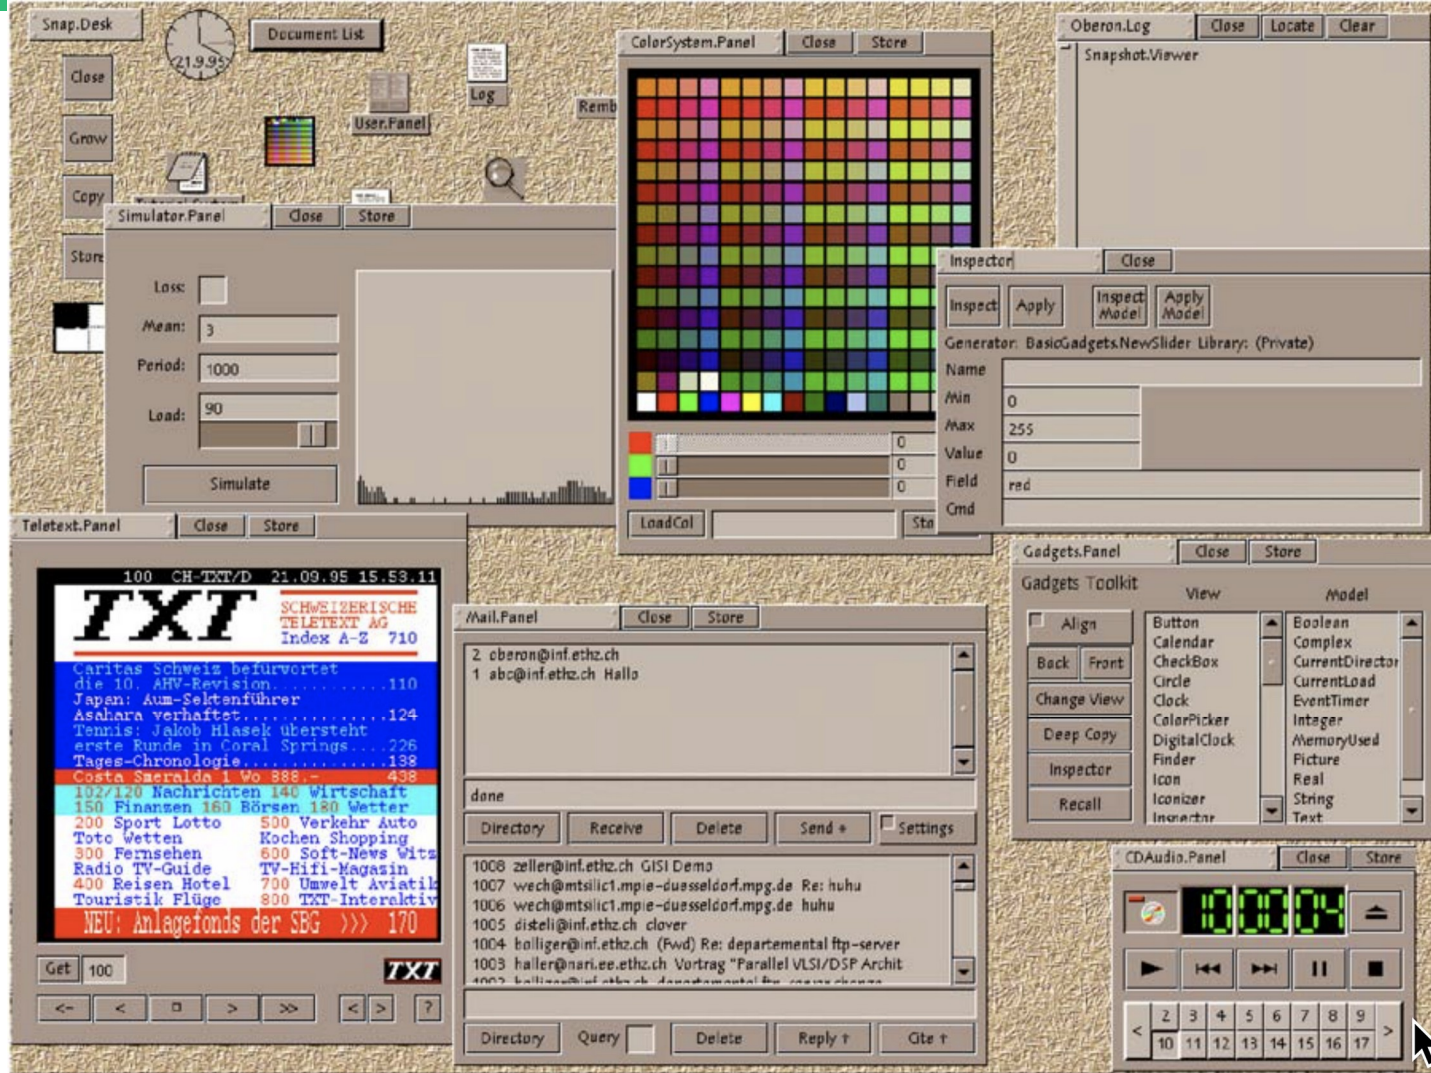 Snap.Desk
Close
Grow
Copy
Store
21.9.95
Document List
User.Panel
Log
Remb
Tutorial.System
Simulator.Panel Close Store
Loss:
Mean: 3
Period: 1000
Load: 90
Simulate
ColorSystem.Panel Close Store
0
0
0
LoadCol Sto
Oberon.Log Close Locate Clear
Snapshot.Viewer
Inspector Close
Inspect Apply Inspect Model Apply Model
Generator: BasicGadgets.NewSlider Library: (Private)
Name
Min 0
Max 255
Value 0
Field red
Cmd
Teletext.Panel Close Store
100 CH-TXT/D 21.09.95 15.53.11
TXT
SCHWEIZERISCHE
TELETEXT AG
Index A-Z 710
Caritas Schweiz befürwortet
die 10. AHV-Revision............110
Japan: Aum-Sektenführer
Asahara verhaftet...............124
Tennis: Jakob Hlasek übersteht
erste Runde in Coral Springs....226
Tages-Chronologie...............138
Costa Smeralda 1 Wo 888.- 438
102/120 Nachrichten 140 Wirtschaft
150 Finanzen 160 Börsen 180 Wetter
200 Sport Lotto 500 Verkehr Auto
Toto Wetten Kochen Shopping
300 Fernsehen 600 Soft-News Wits
Radio TV-Guide TV-Hifi-Magazin
400 Reisen Hotel 700 Umwelt Aviatik
Touristik Flüge 800 TXT-Interaktiv
NEU: Anlagefonds der SBG >>> 170
Get 100 TXT
<- < > >> < > ?
Mail.Panel Close Store
2 oberon@inf.ethz.ch
1 abc@inf.ethz.ch Hallo
done
Directory Receive Delete Send * Settings
1008 zeller@inf.ethz.ch GISI Demo
1007 wech@mtsilic1.mpie-duesseldorf.mpg.de Re: huhu
1006 wech@mtsilic1.mpie-duesseldorf.mpg.de huhu
1005 disteli@inf.ethz.ch clover
1004 bolliger@inf.ethz.ch (Fwd) Re: departemental ftp-server
1003 haller@nari.ee.ethz.ch Vortrag "Parallel VLSI/DSP Archit
1002 bolliger@inf.ethz.ch departemental ftp-server change
Directory Query Delete Reply ↑ Cite ↑
Gadgets.Panel Close Store
Gadgets Toolkit
Align
Back Front
Change View
Deep Copy
Inspector
Recall
View
Button
Calendar
CheckBox
Circle
Clock
ColorPicker
DigitalClock
Finder
Icon
Iconizer
Inspector
Model
Boolean
Complex
CurrentDirector
CurrentLoad
EventTimer
Integer
MemoryUsed
Picture
Real
String
Text
CDAudio.Panel Close Store
100004
< 2 3 4 5 6 7 8 9 >
10 11 12 13 14 15 16 17